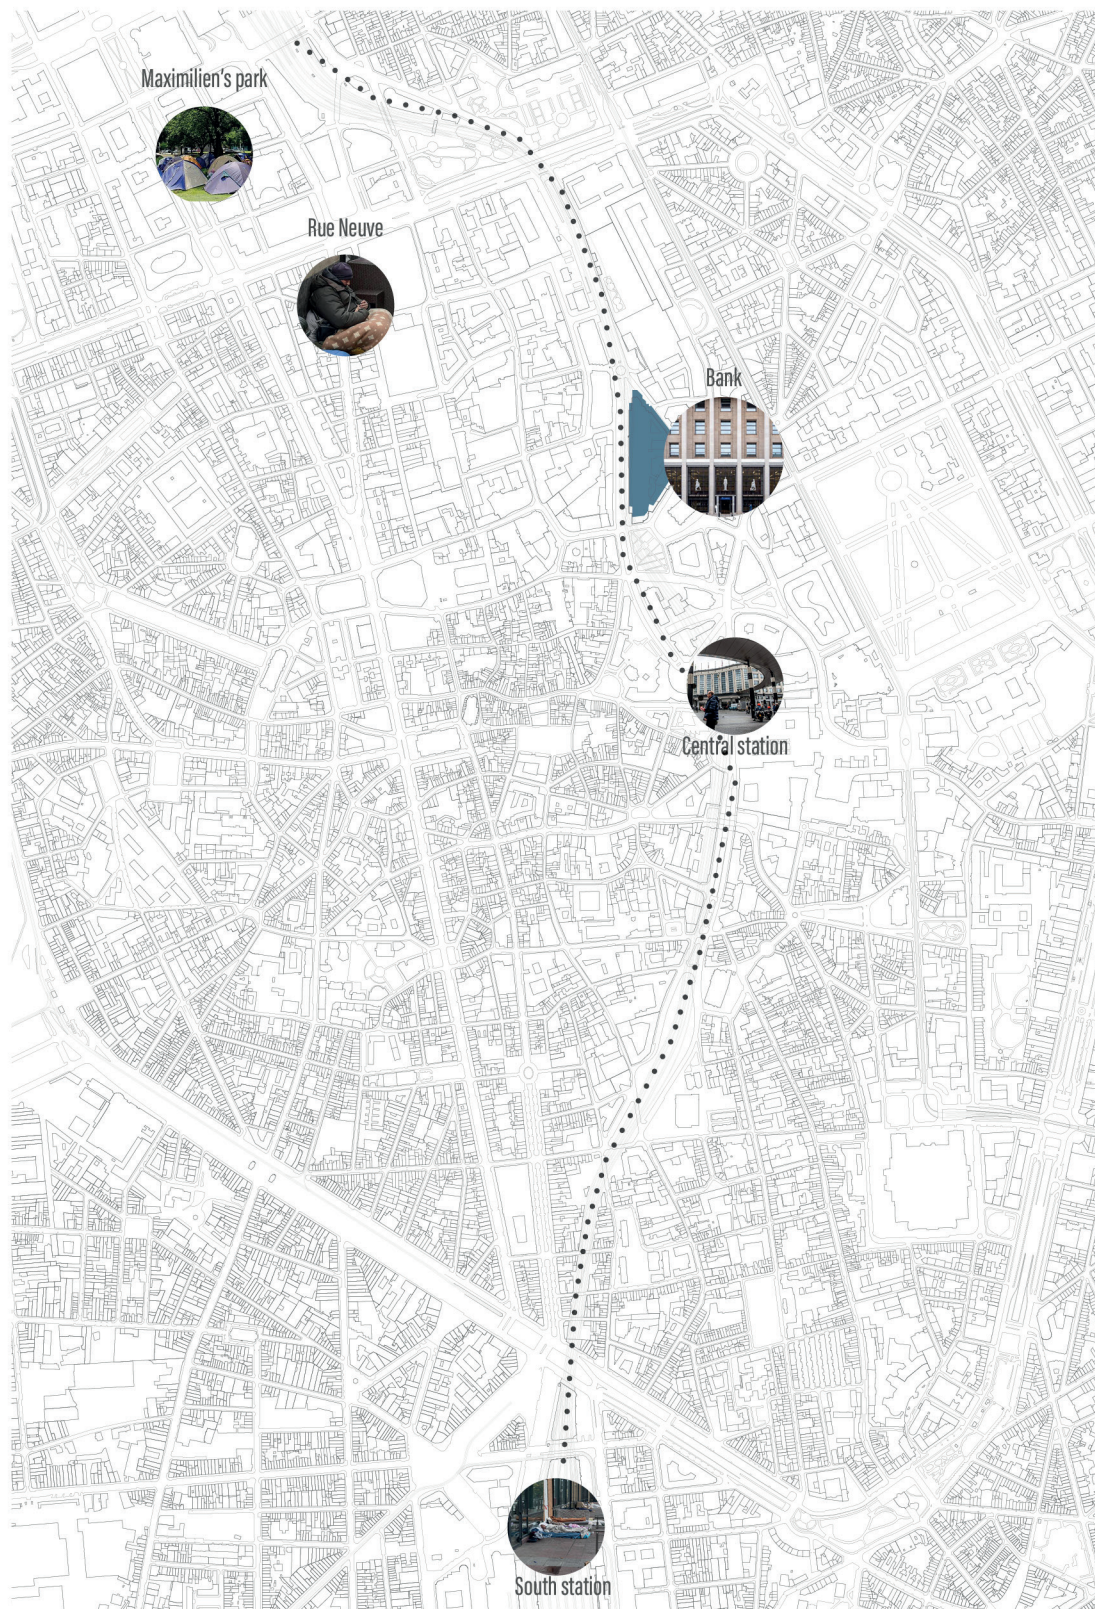 Maximilien's park
Rue Neuve
Bank
Central station
South station